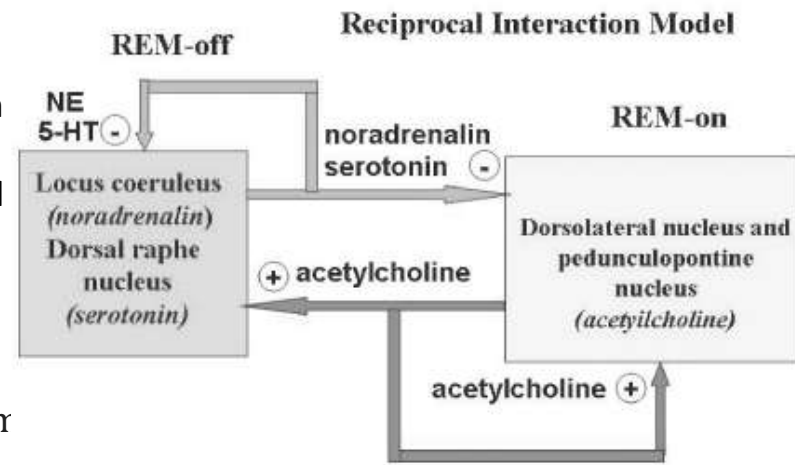 Reciprocal Interaction Model
REM-off
NE
5-HT -
REM-on
noradrenalin
serotonin -
Locus coeruleus
(noradrenalin)
Dorsal raphe
nucleus
(serotonin)
+ acetylcholine
Dorsolateral nucleus and
pedunculopontine
nucleus
(acetyilcholine)
acetylcholine +